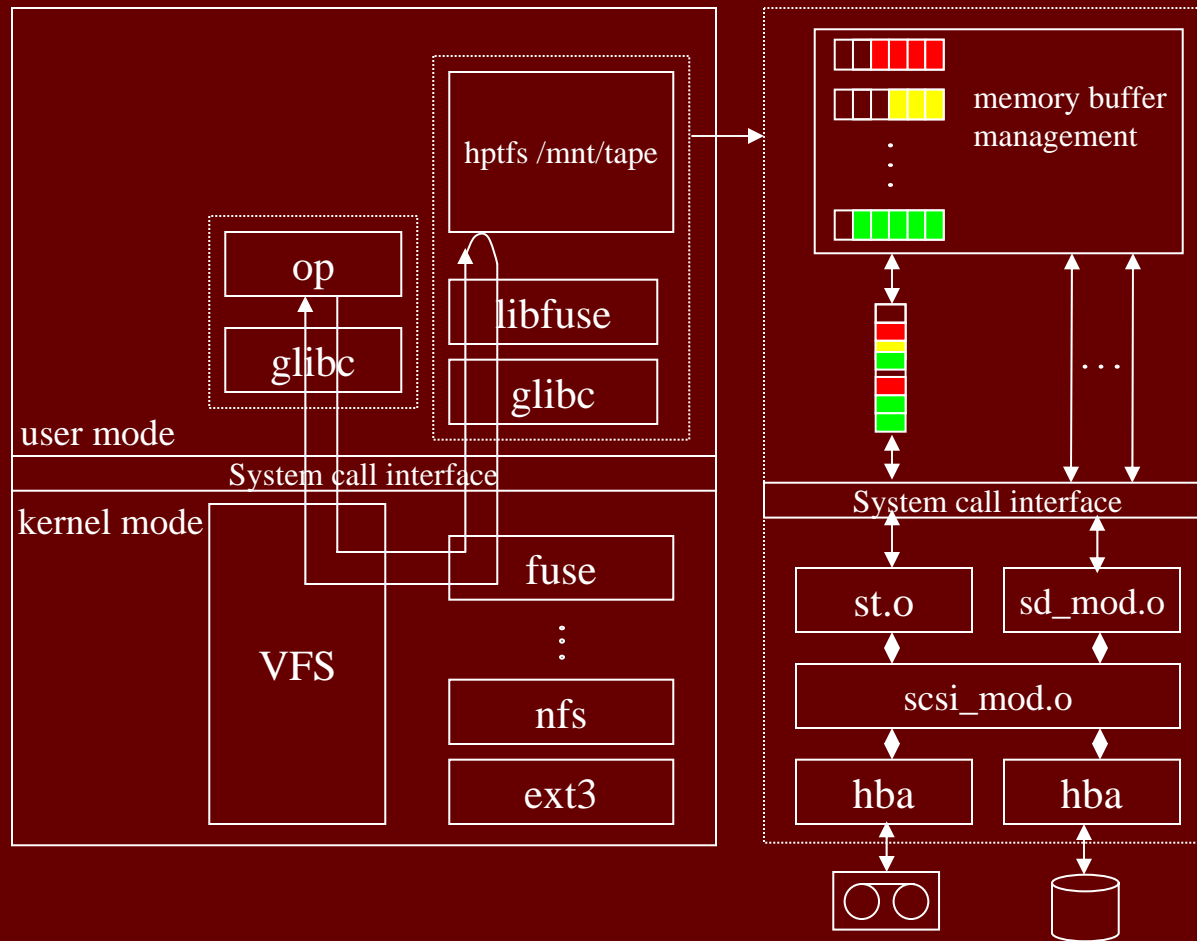 hptfs /mnt/tape
op
libfuse
glibc
glibc
user mode
System call interface
kernel mode
fuse
VFS
nfs
ext3
memory buffer
management
. . .
System call interface
st.o
sd_mod.o
scsi_mod.o
hba
hba